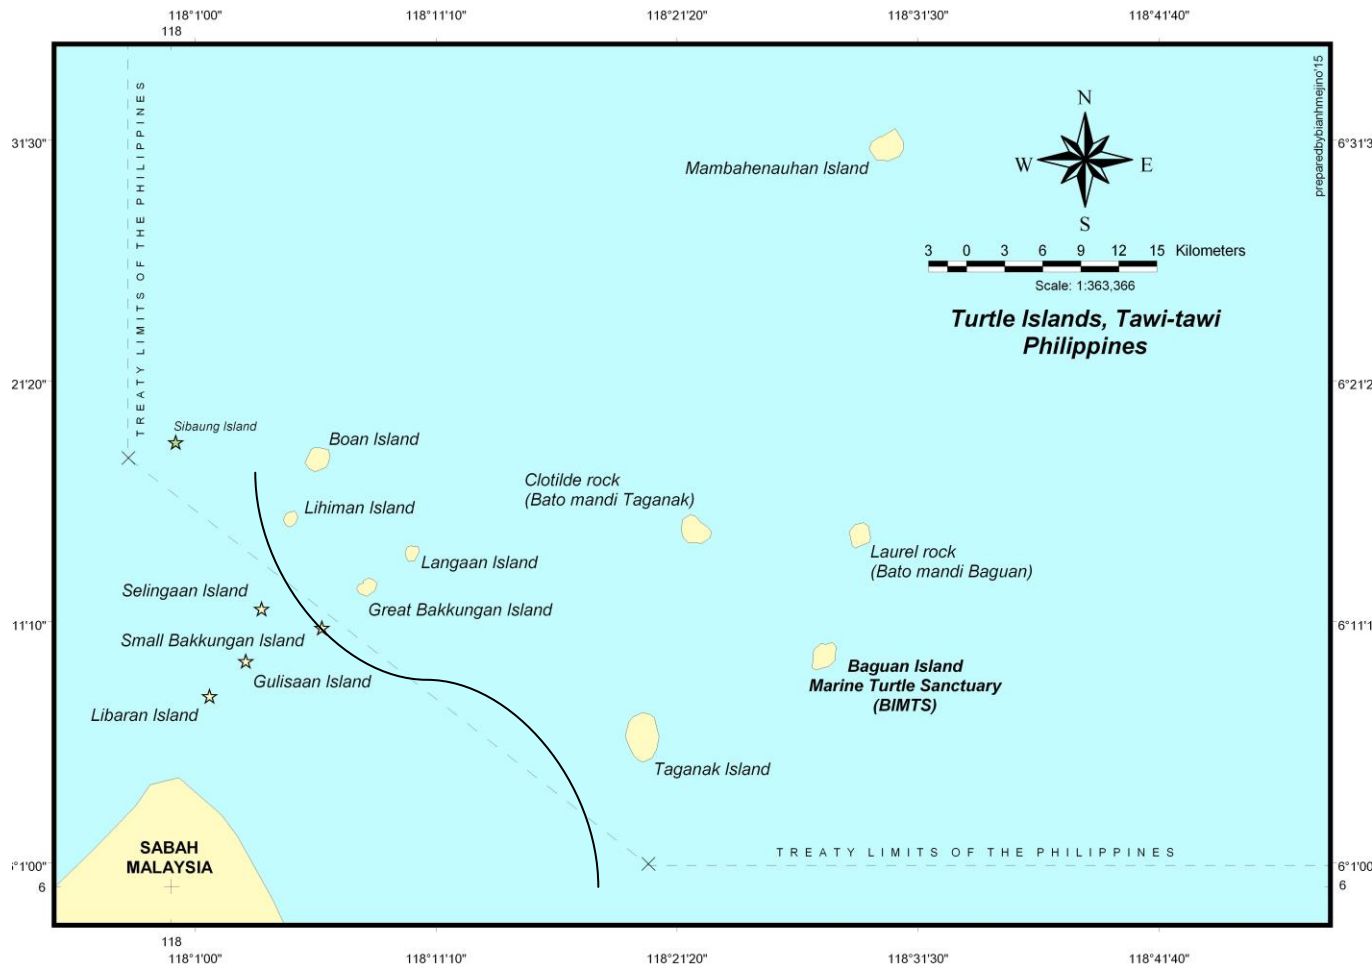 118°1'00"
118°11'10"
118°21'20"
118°31'30"
118°41'40"
118
preparedbybianhmejino'15
TREATY LIMITS OF THE PHILIPPINES
N
W
E
S
31'30"
6°31'3
Mambahenauhan Island
3 0 3 6 9 12 15 Kilometers
Scale: 1:363,366
Turtle Islands, Tawi-tawi
Philippines
21'20"
6°21'2
Sibaung Island
Boan Island
Clotilde rock
(Bato mandi Taganak)
Lihiman Island
Langaan Island
Laurel rock
(Bato mandi Baguan)
Selingaan Island
Great Bakkungan Island
11'10"
6°11'1
Small Bakkungan Island
Gulisaan Island
Baguan Island
Marine Turtle Sanctuary
(BIMTS)
Libaran Island
Taganak Island
SABAH
MALAYSIA
TREATY LIMITS OF THE PHILIPPINES
°1'00"
6°1'00
6
6
118
118°1'00"
118°11'10"
118°21'20"
118°31'30"
118°41'40"